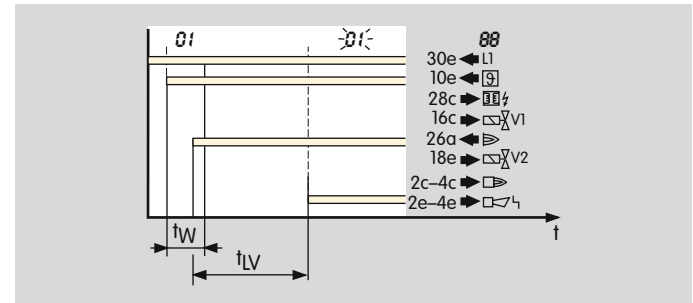 01 01 88
30e L1
10e ϑ
28c
16c V1
26a
18e V2
2c–4c
2e–4e
t
tW
tLV